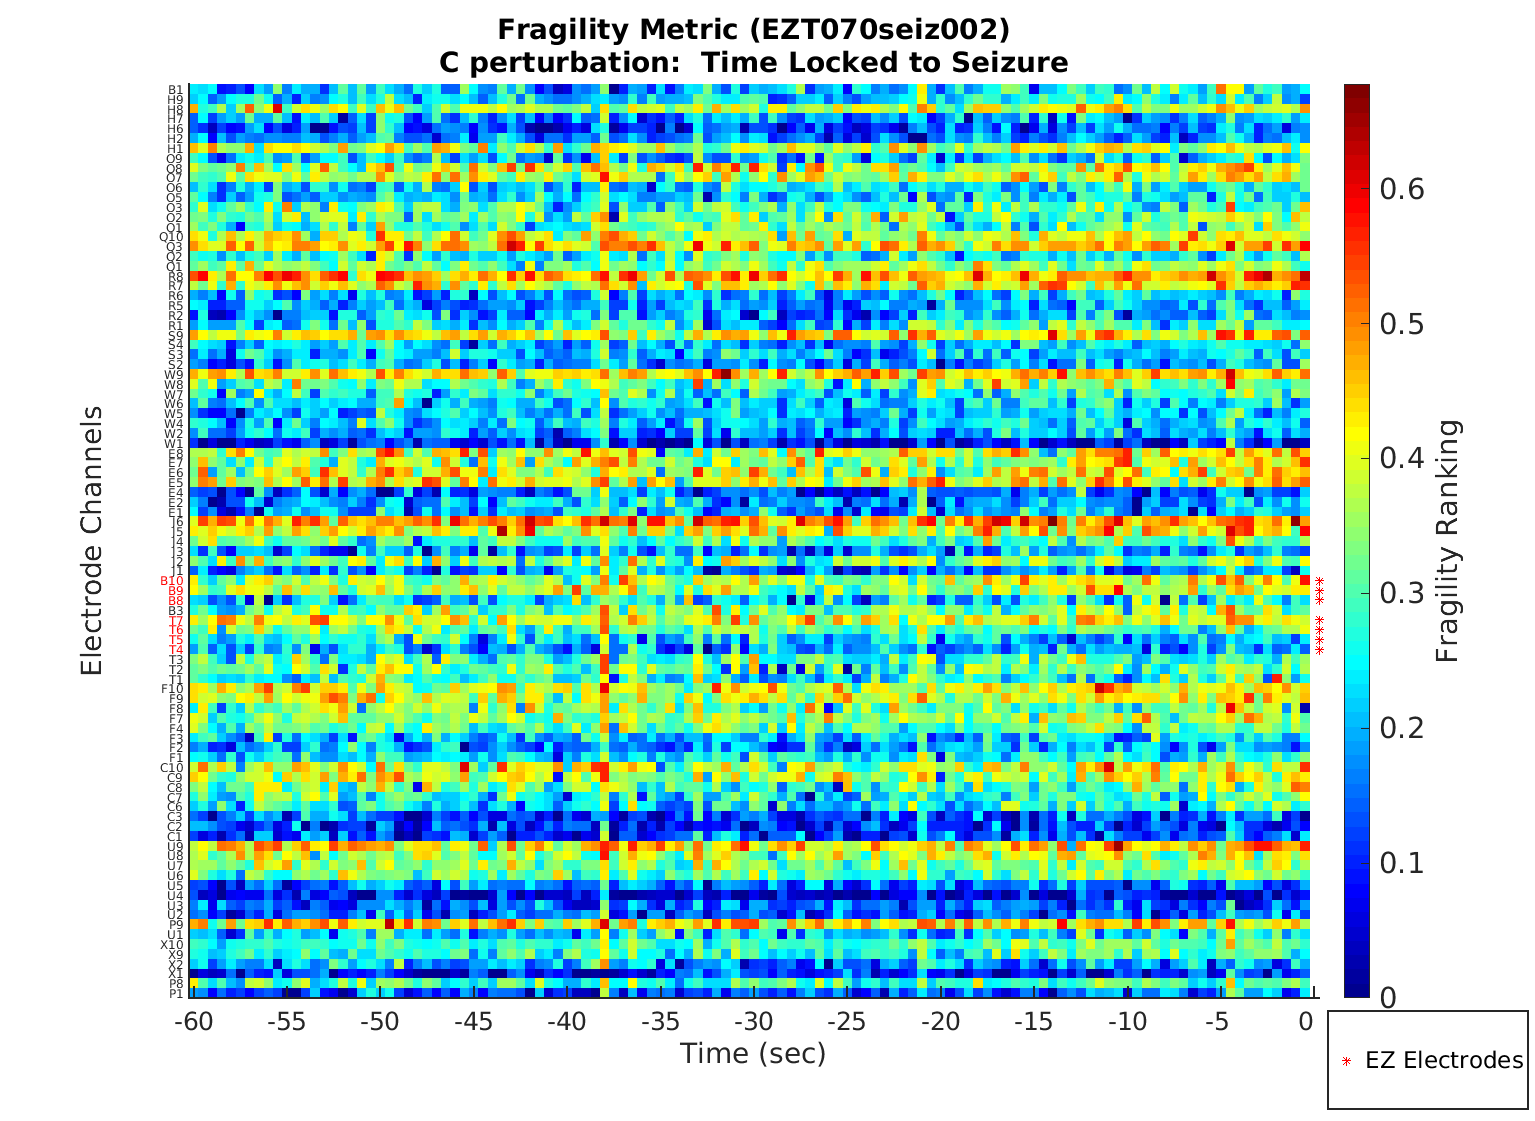 Fragility Metric (EZT070seiz002)
C perturbation:  Time Locked to Seizure
Electrode Channels
B1
H9
H8
H7
H6
H2
H1
O9
O8
O7
O6
O5
O3
O2
O1
Q10
Q3
Q2
Q1
R8
R7
R6
R5
R2
R1
S9
S4
S3
S2
W9
W8
W7
W6
W5
W4
W2
W1
E8
E7
E6
E5
E4
E2
E1
I6
I5
I4
I3
I2
I1
B10
B9
B8
B3
T7
T6
T5
T4
T3
T2
T1
F10
F9
F8
F7
F4
F3
F2
F1
C10
C9
C8
C7
C6
C3
C2
C1
U9
U8
U7
U6
U5
U4
U3
U2
P9
U1
X10
X9
X2
X1
P8
P1
-60 -55 -50 -45 -40 -35 -30 -25 -20 -15 -10 -5 0
Time (sec)
0.6
0.5
0.4
0.3
0.2
0.1
0
Fragility Ranking
EZ Electrodes